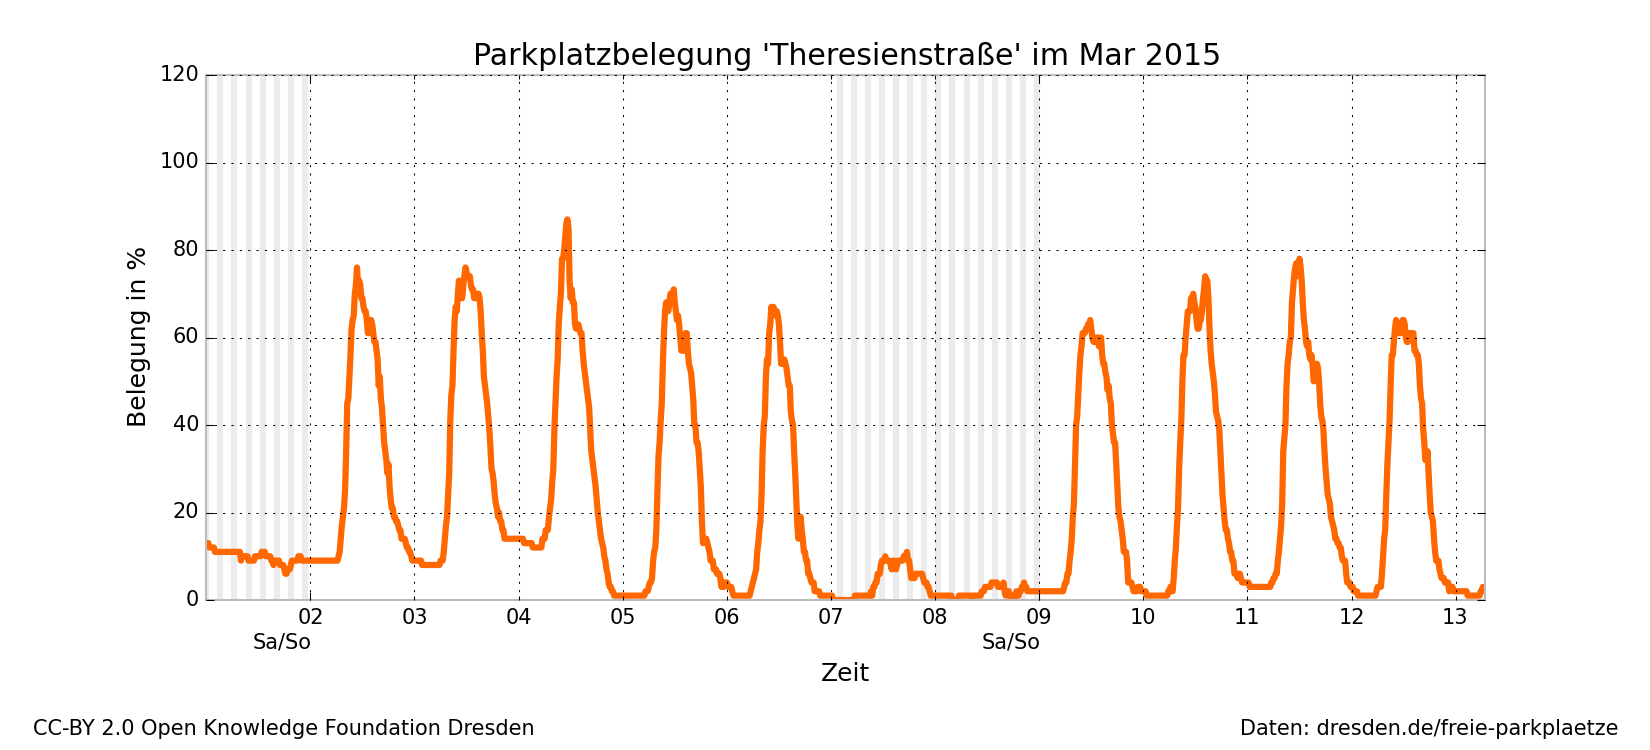 Parkplatzbelegung 'Theresienstraße' im Mar 2015
120
100
80
60
40
20
0
Belegung in %
02 03 04 05 06 07 08 09 10 11 12 13
Sa/So Sa/So
Zeit
CC-BY 2.0 Open Knowledge Foundation Dresden Daten: dresden.de/freie-parkplaetze